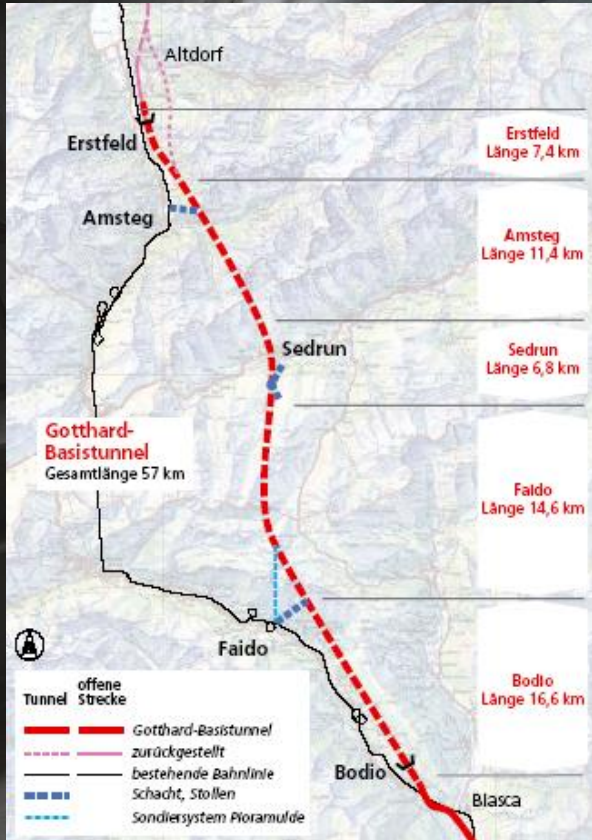 Altdorf
Erstfeld
Erstfeld
Länge 7,4 km
Amsteg
Amsteg
Länge 11,4 km
Sedrun
Sedrun
Länge 6,8 km
Gotthard-
Basistunnel
Gesamtlänge 57 km
Faido
Länge 14,6 km
Faido
Bodio
Länge 16,6 km
Bodio
Biasca
Tunnel offene Strecke
Gotthard-Basistunnel
zurückgestellt
bestehende Bahnlinie
Schacht, Stollen
Sondiersystem Pioramulde